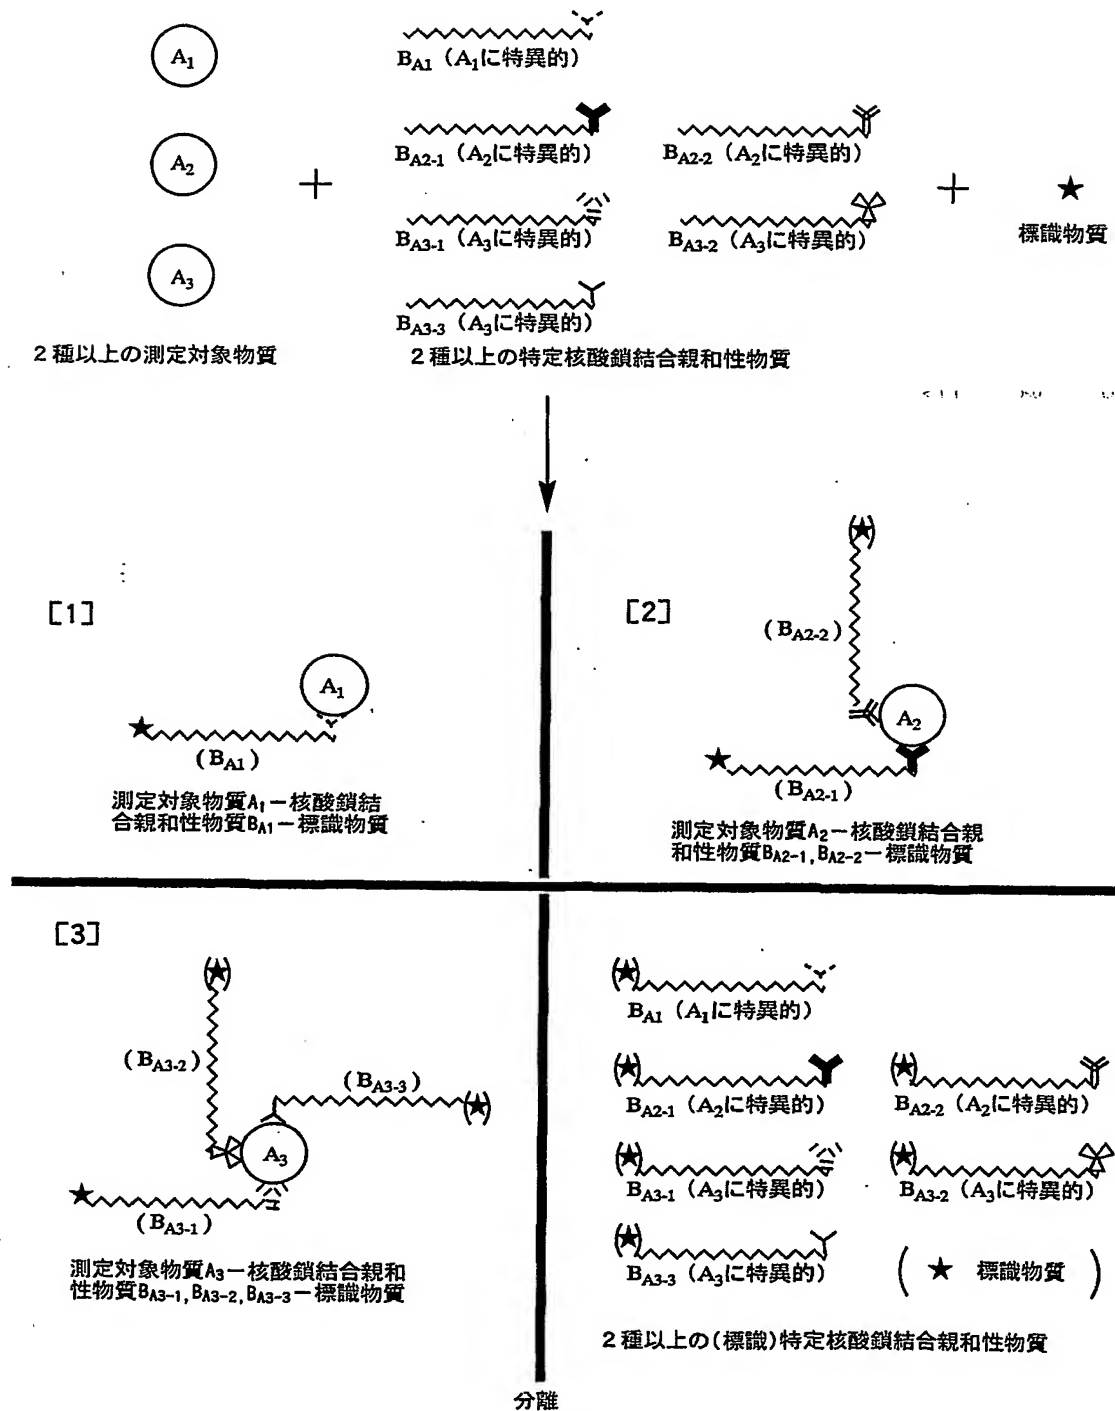 A1
A2
A3
+
+
BA1 (A1に特異的)
BA2-1 (A2に特異的)
BA2-2 (A2に特異的)
BA3-1 (A3に特異的)
BA3-2 (A3に特異的)
BA3-3 (A3に特異的)
★
標識物質
2種以上の測定対象物質
2種以上の特定核酸鎖結合親和性物質
[1]
A1
(BA1)
測定対象物質A1−核酸鎖結
合親和性物質BA1−標識物質
[2]
(★)
(BA2-2)
A2
(BA2-1)
測定対象物質A2−核酸鎖結合親
和性物質BA2-1,BA2-2−標識物質
[3]
(★)
(BA3-2)
(BA3-3)
(★)
A3
(BA3-1)
測定対象物質A3−核酸鎖結合親和
性物質BA3-1,BA3-2,BA3-3−標識物質
(★)
BA1 (A1に特異的)
(★)
BA2-1 (A2に特異的)
(★)
BA2-2 (A2に特異的)
(★)
BA3-1 (A3に特異的)
(★)
BA3-2 (A3に特異的)
(★)
BA3-3 (A3に特異的)
(★ 標識物質)
2種以上の(標識)特定核酸鎖結合親和性物質
分離